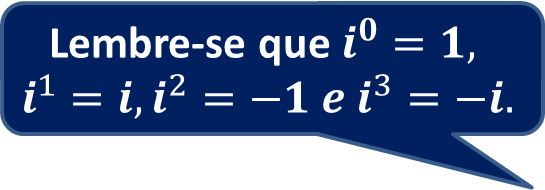 Lembre-se que i⁰ = 1,
i¹ = i, i² = −1 e i³ = −i.